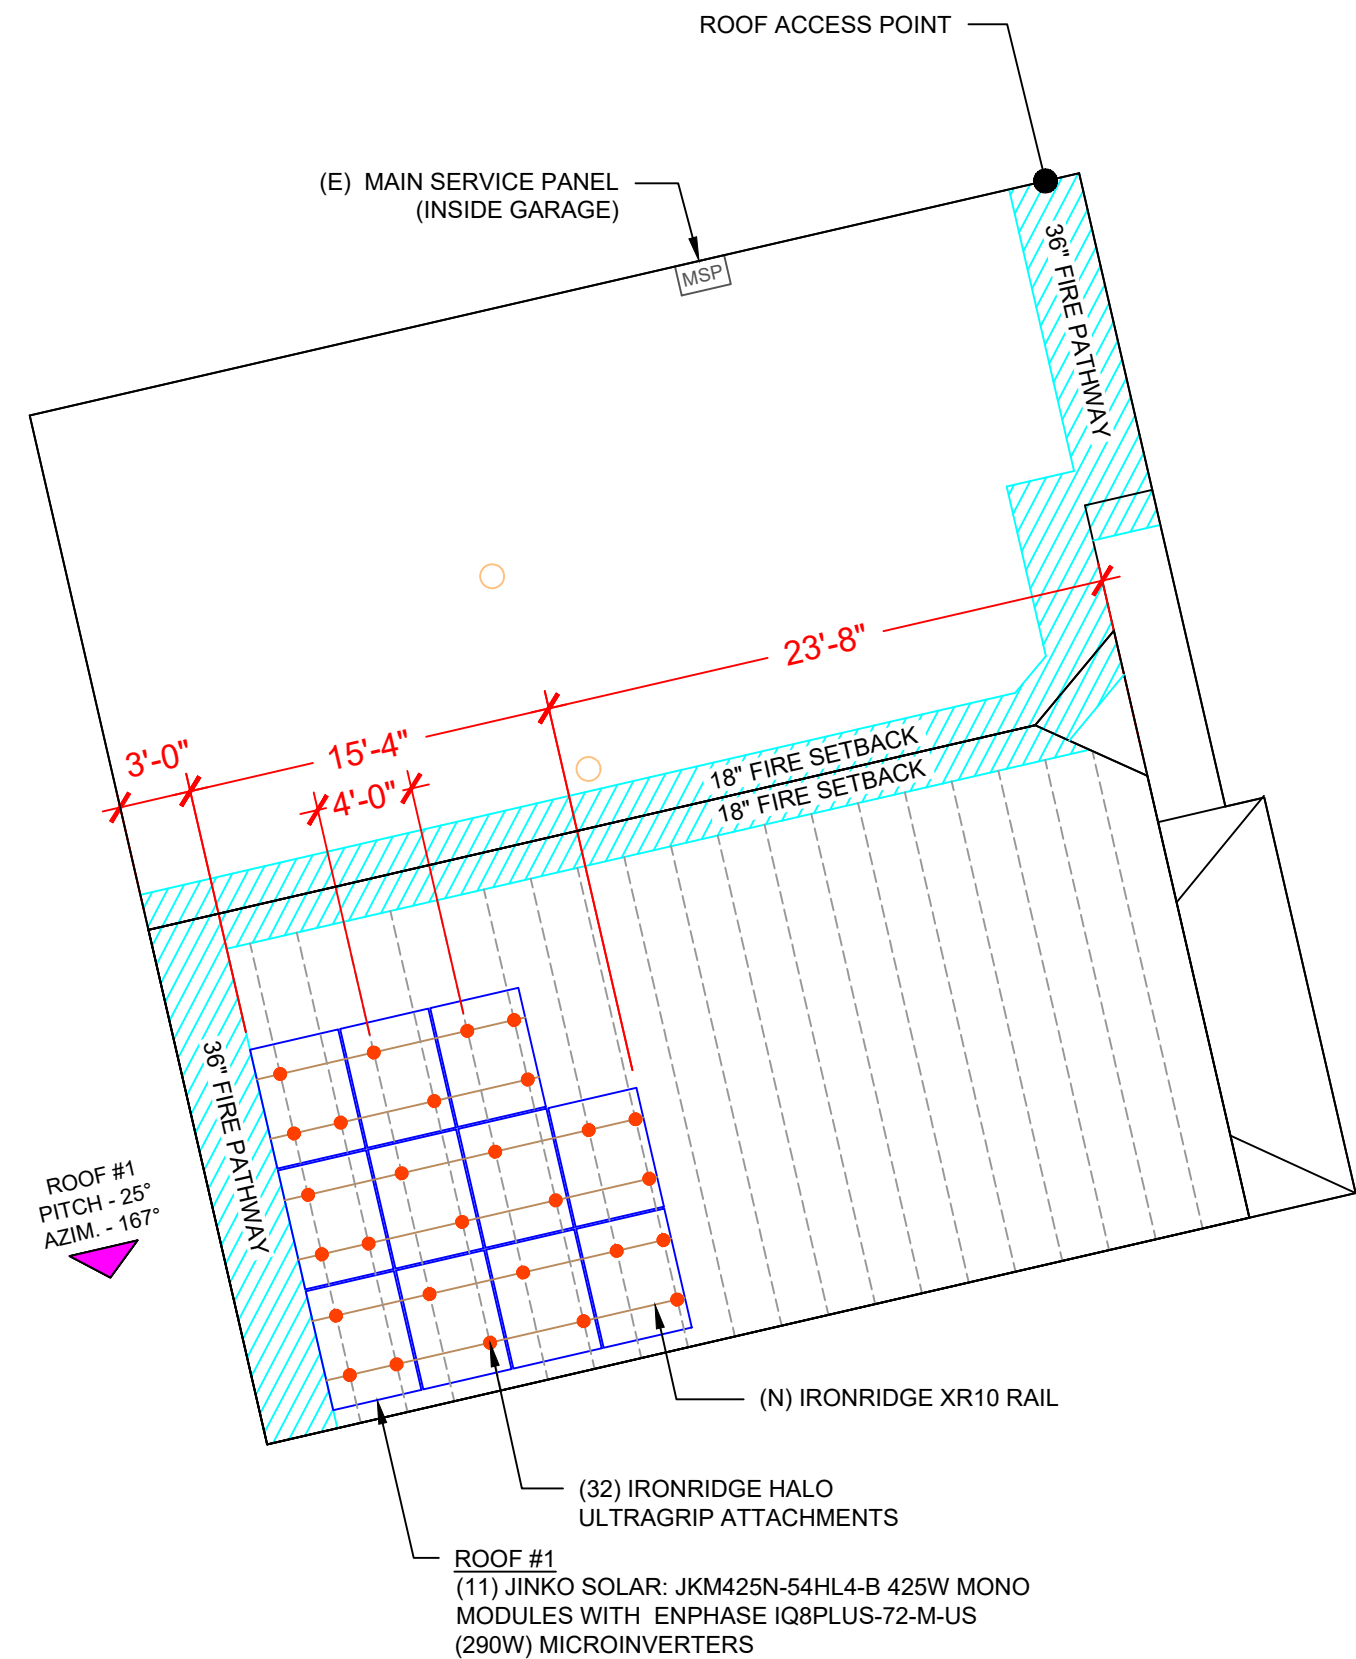 ROOF ACCESS POINT
(E) MAIN SERVICE PANEL
(INSIDE GARAGE)
MSP
36" FIRE PATHWAY
23'-8"
15'-4"
3'-0"
4'-0"
18" FIRE SETBACK
18" FIRE SETBACK
36" FIRE PATHWAY
ROOF #1
PITCH - 25°
AZIM. - 167°
(N) IRONRIDGE XR10 RAIL
(32) IRONRIDGE HALO
ULTRAGRIP ATTACHMENTS
ROOF #1
(11) JINKO SOLAR: JKM425N-54HL4-B 425W MONO
MODULES WITH ENPHASE IQ8PLUS-72-M-US
(290W) MICROINVERTERS